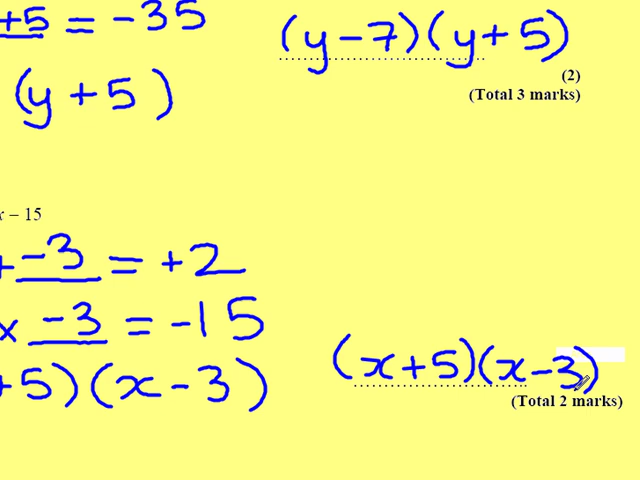 +5 = -35
(y-7)(y+5)
(y+5)
(2)
(Total 3 marks)
x – 15
+ -3 = +2
x -3 = -15
+5)(x-3)
(x+5)(x-3)
(Total 2 marks)